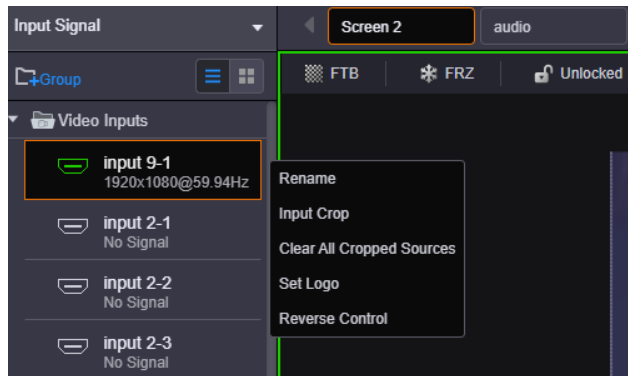 Input Signal
Screen 2
audio
Group
FTB
FRZ
Unlocked
Video Inputs
input 9-1
1920x1080@59.94Hz
input 2-1
No Signal
input 2-2
No Signal
input 2-3
No Signal
Rename
Input Crop
Clear All Cropped Sources
Set Logo
Reverse Control